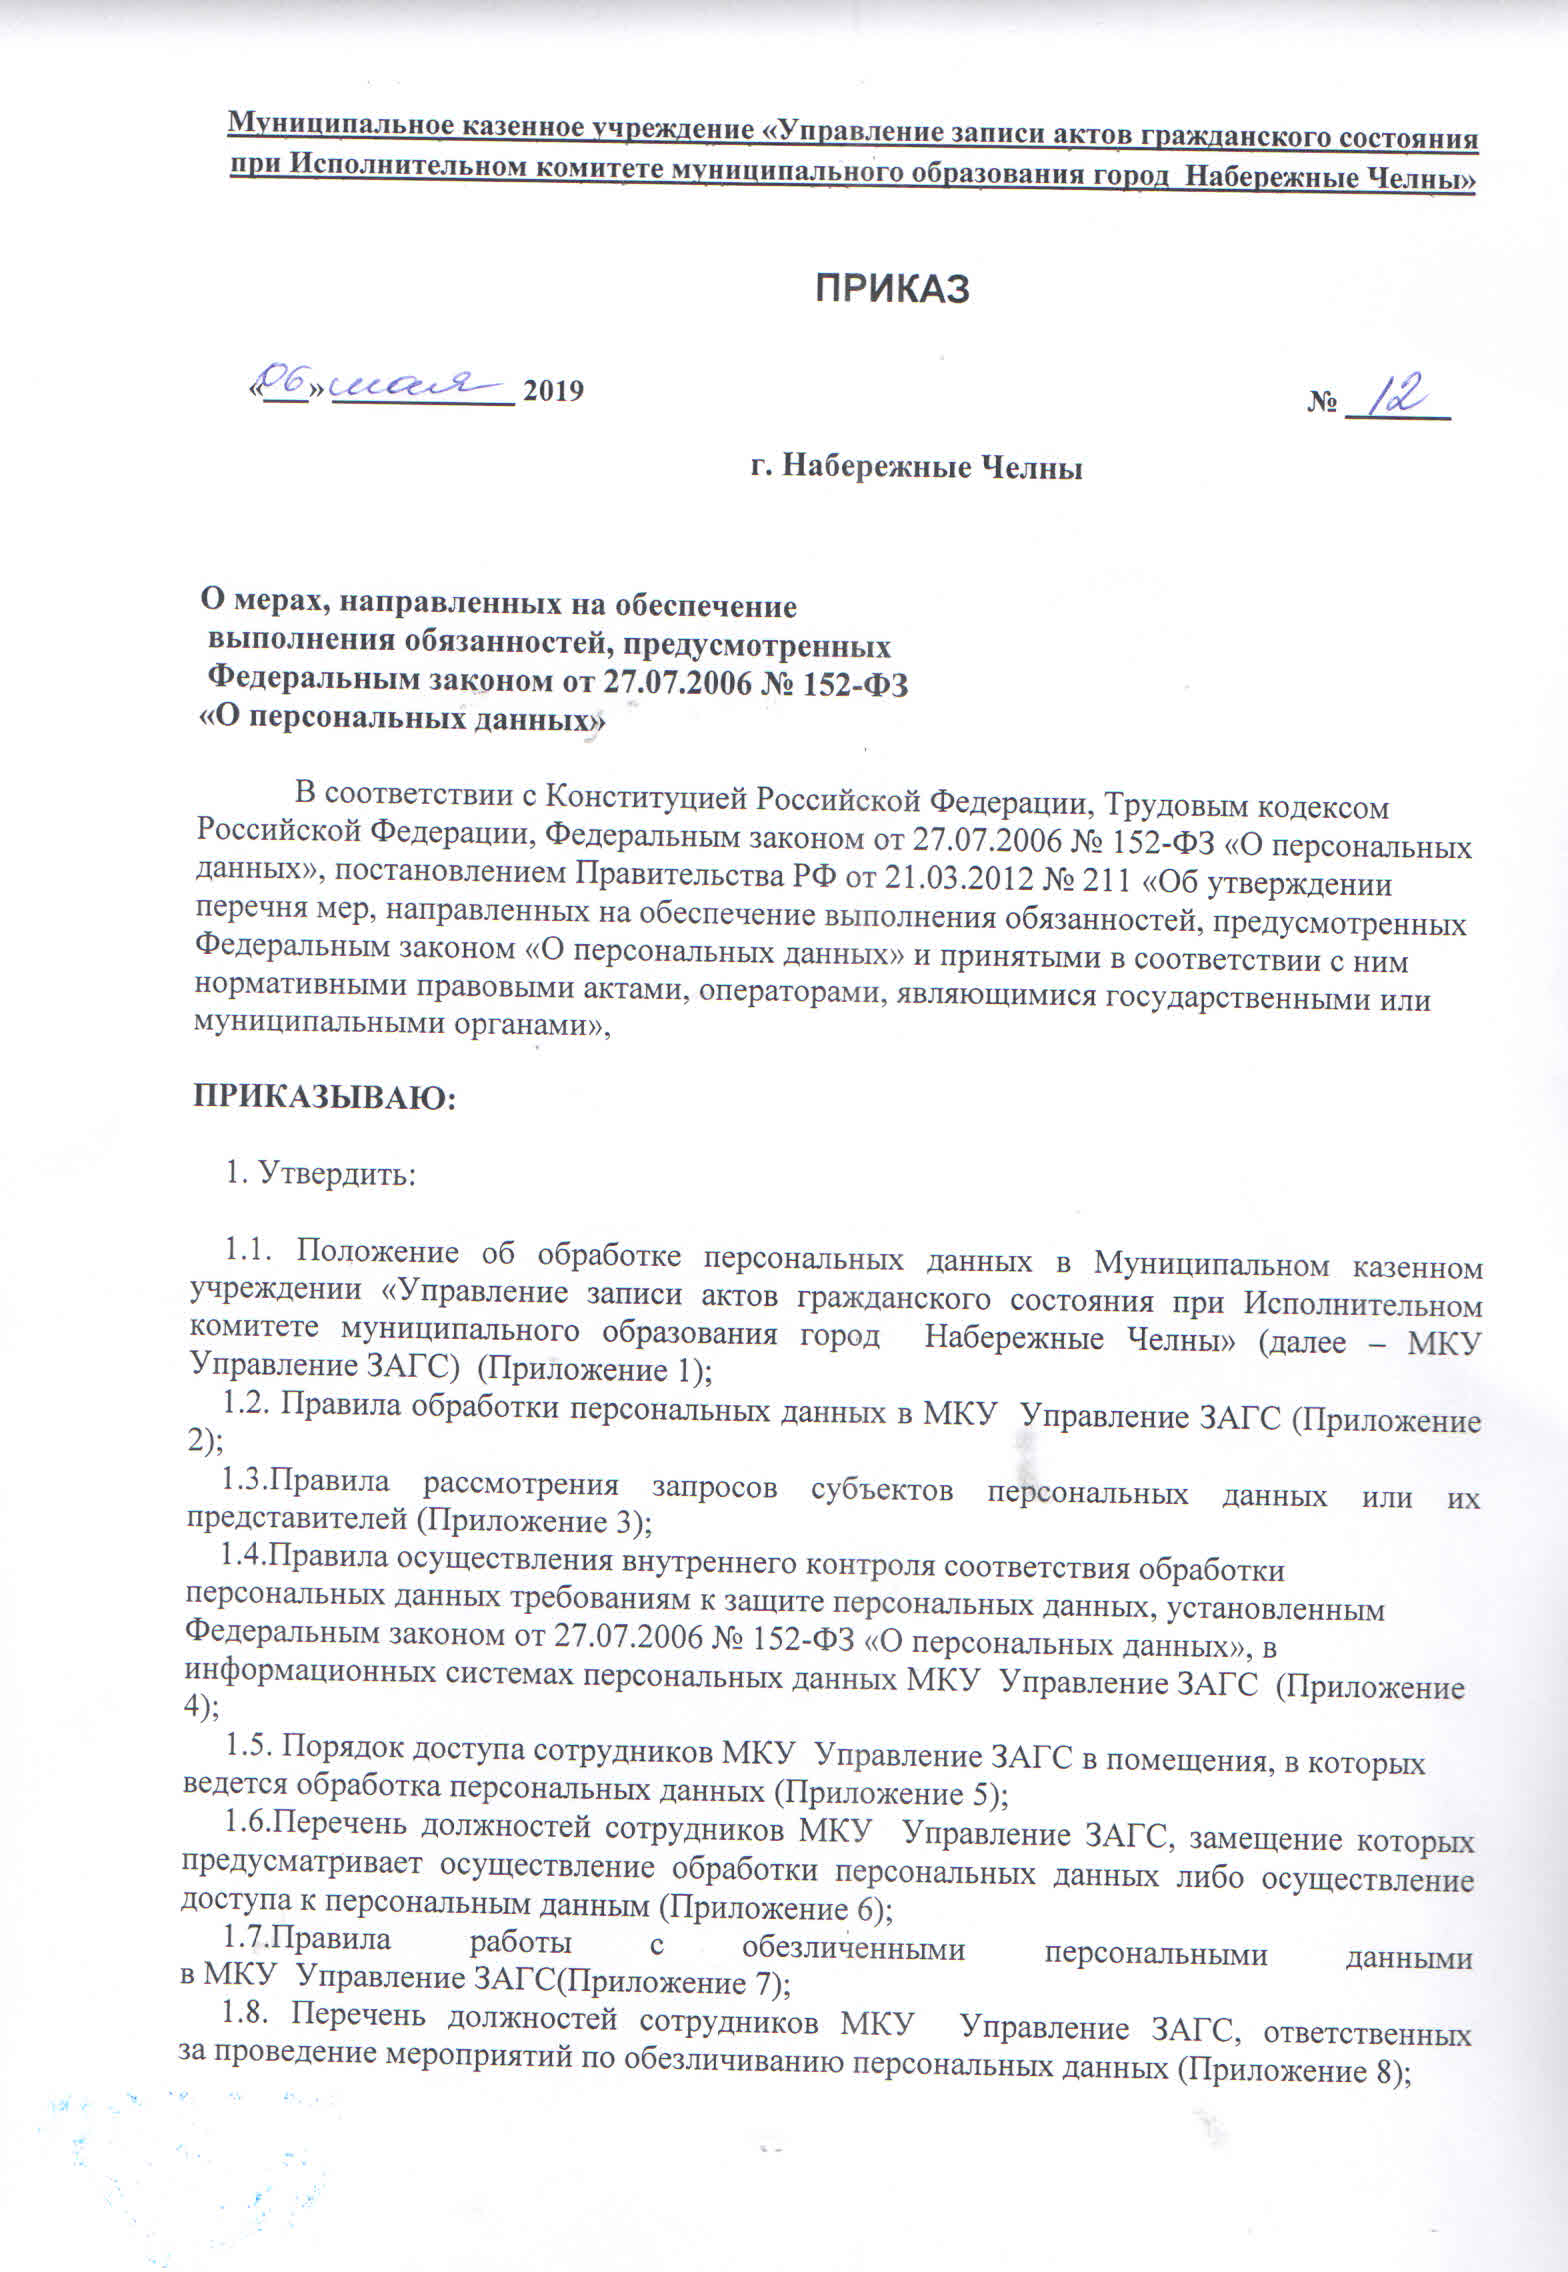 Муниципальное казенное учреждение «Управление записи актов гражданского состояния
при Исполнительном комитете муниципального образования город Набережные Челны»
ПРИКАЗ
«06» мая 2019 № 12
г. Набережные Челны
О мерах, направленных на обеспечение
выполнения обязанностей, предусмотренных
Федеральным законом от 27.07.2006 № 152-ФЗ
«О персональных данных»
В соответствии с Конституцией Российской Федерации, Трудовым кодексом
Российской Федерации, Федеральным законом от 27.07.2006 № 152-ФЗ «О персональных
данных», постановлением Правительства РФ от 21.03.2012 № 211 «Об утверждении
перечня мер, направленных на обеспечение выполнения обязанностей, предусмотренных
Федеральным законом «О персональных данных» и принятыми в соответствии с ним
нормативными правовыми актами, операторами, являющимися государственными или
муниципальными органами»,
ПРИКАЗЫВАЮ:
1. Утвердить:
1.1. Положение об обработке персональных данных в Муниципальном казенном
учреждении «Управление записи актов гражданского состояния при Исполнительном
комитете муниципального образования город Набережные Челны» (далее – МКУ
Управление ЗАГС) (Приложение 1);
1.2. Правила обработки персональных данных в МКУ Управление ЗАГС (Приложение
2);
1.3.Правила рассмотрения запросов субъектов персональных данных или их
представителей (Приложение 3);
1.4.Правила осуществления внутреннего контроля соответствия обработки
персональных данных требованиям к защите персональных данных, установленным
Федеральным законом от 27.07.2006 № 152-ФЗ «О персональных данных», в
информационных системах персональных данных МКУ Управление ЗАГС (Приложение
4);
1.5. Порядок доступа сотрудников МКУ Управление ЗАГС в помещения, в которых
ведется обработка персональных данных (Приложение 5);
1.6.Перечень должностей сотрудников МКУ Управление ЗАГС, замещение которых
предусматривает осуществление обработки персональных данных либо осуществление
доступа к персональным данным (Приложение 6);
1.7.Правила работы с обезличенными персональными данными
в МКУ Управление ЗАГС(Приложение 7);
1.8. Перечень должностей сотрудников МКУ Управление ЗАГС, ответственных
за проведение мероприятий по обезличиванию персональных данных (Приложение 8);